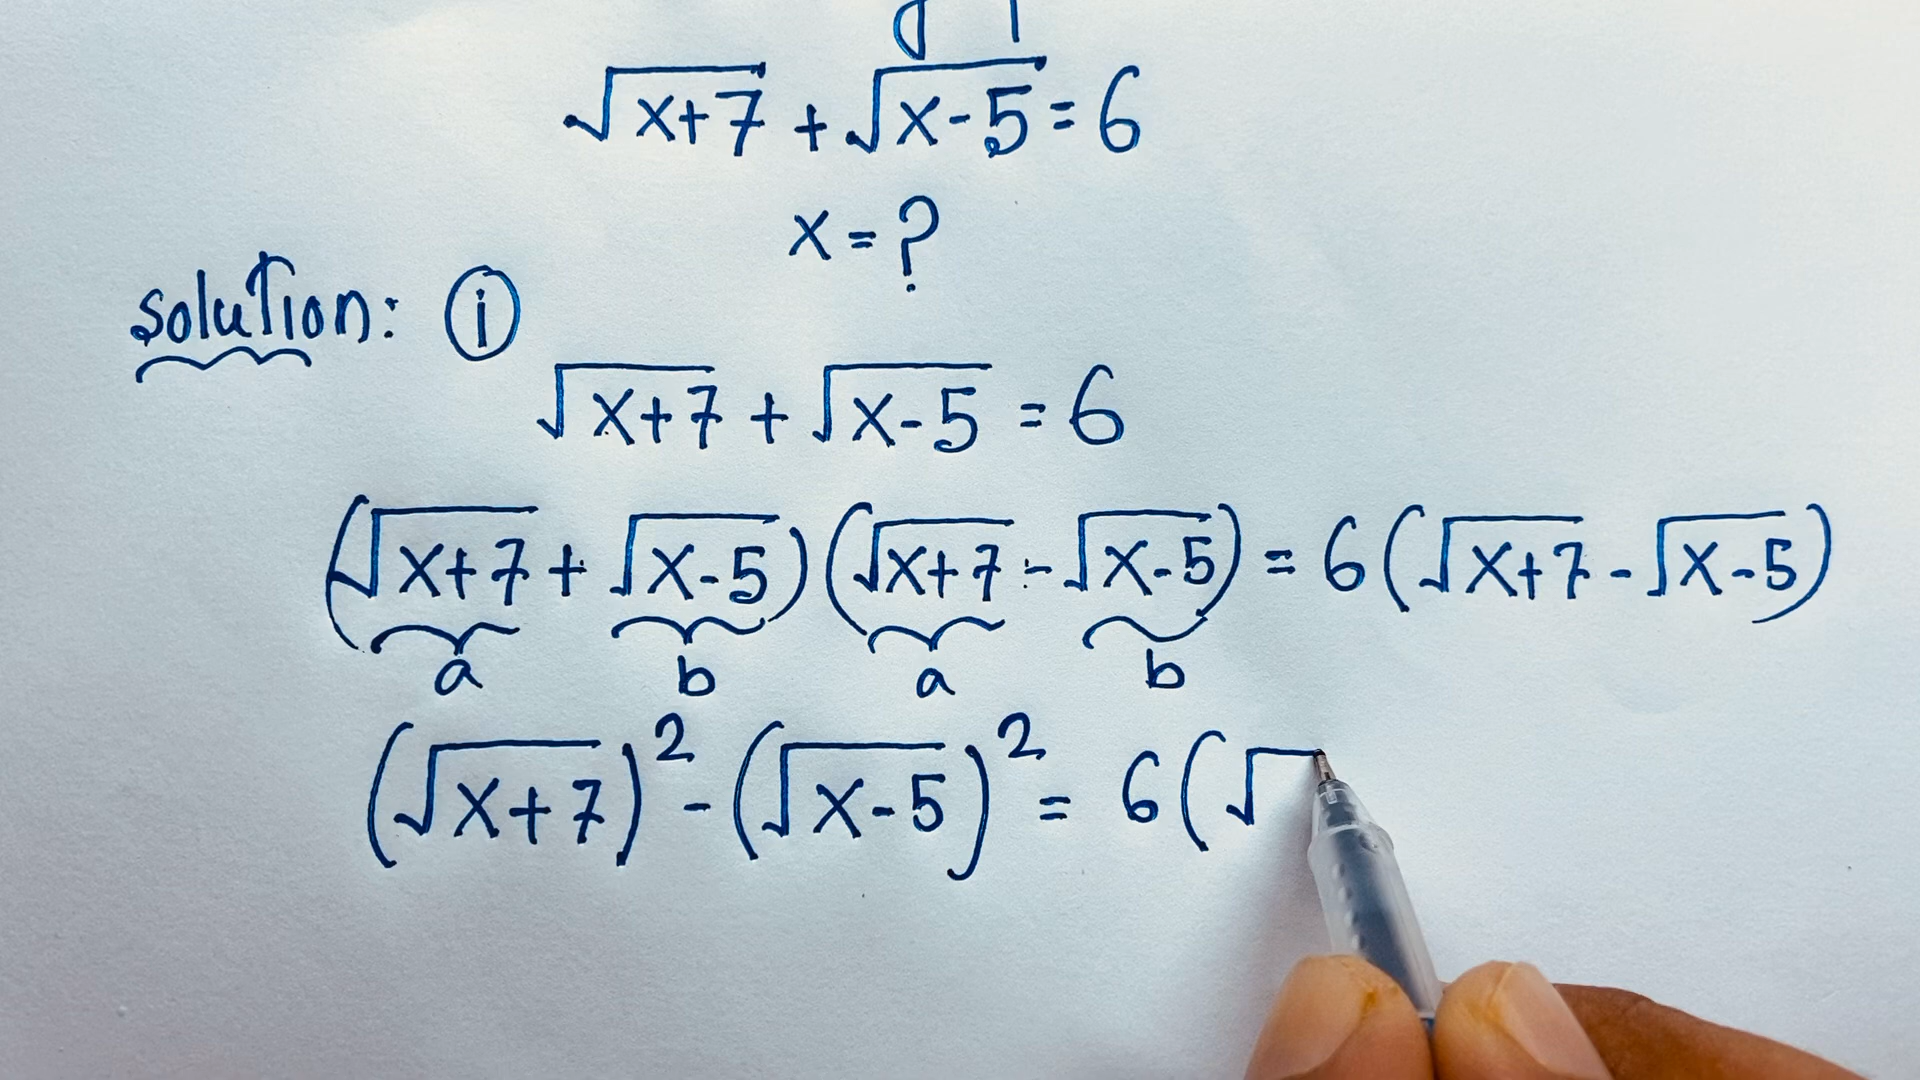 √x+7 + √x-5 = 6
x = ?
Solution: (i)
√x+7 + √x-5 = 6
(√x+7 + √x-5)(√x+7 - √x-5) = 6(√x+7 - √x-5)
a b a b
(√x+7)² - (√x-5)² = 6(√